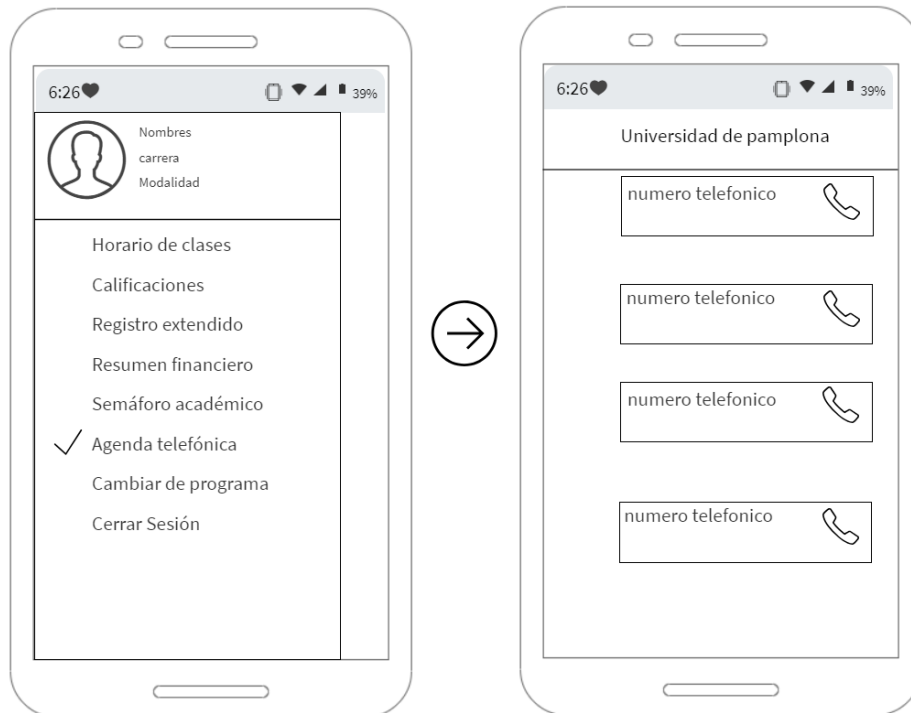 6:26
39%
Nombres
carrera
Modalidad
Horario de clases
Calificaciones
Registro extendido
Resumen financiero
Semáforo académico
Agenda telefónica
Cambiar de programa
Cerrar Sesión
6:26
39%
Universidad de pamplona
numero telefonico
numero telefonico
numero telefonico
numero telefonico